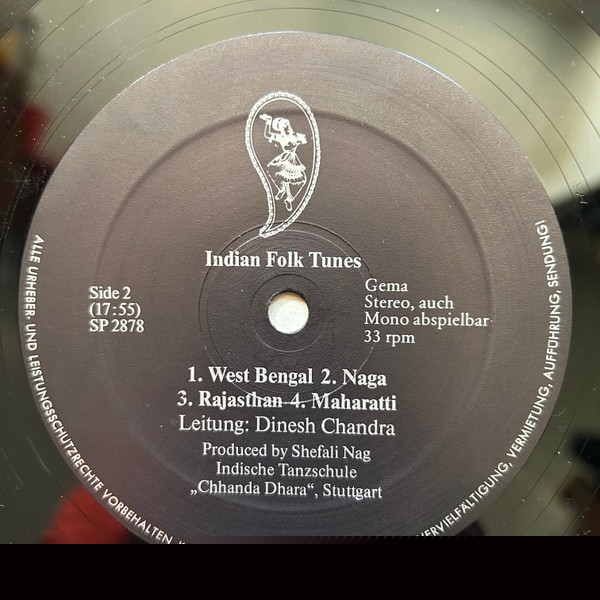 Indian Folk Tunes
Side 2
(17:55)
SP 2878
Gema
Stereo, auch
Mono abspielbar
33 rpm
1. West Bengal 2. Naga
3. Rajasthan 4. Maharatti
Leitung: Dinesh Chandra
Produced by Shefali Nag
Indische Tanzschule
„Chhanda Dhara“, Stuttgart
ALLE URHEBER- UND LEISTUNGSSCHUTZRECHTE VORBEHALTEN
VERVIELFÄLTIGUNG, VERMIETUNG, AUFFÜHRUNG, SENDUNG!